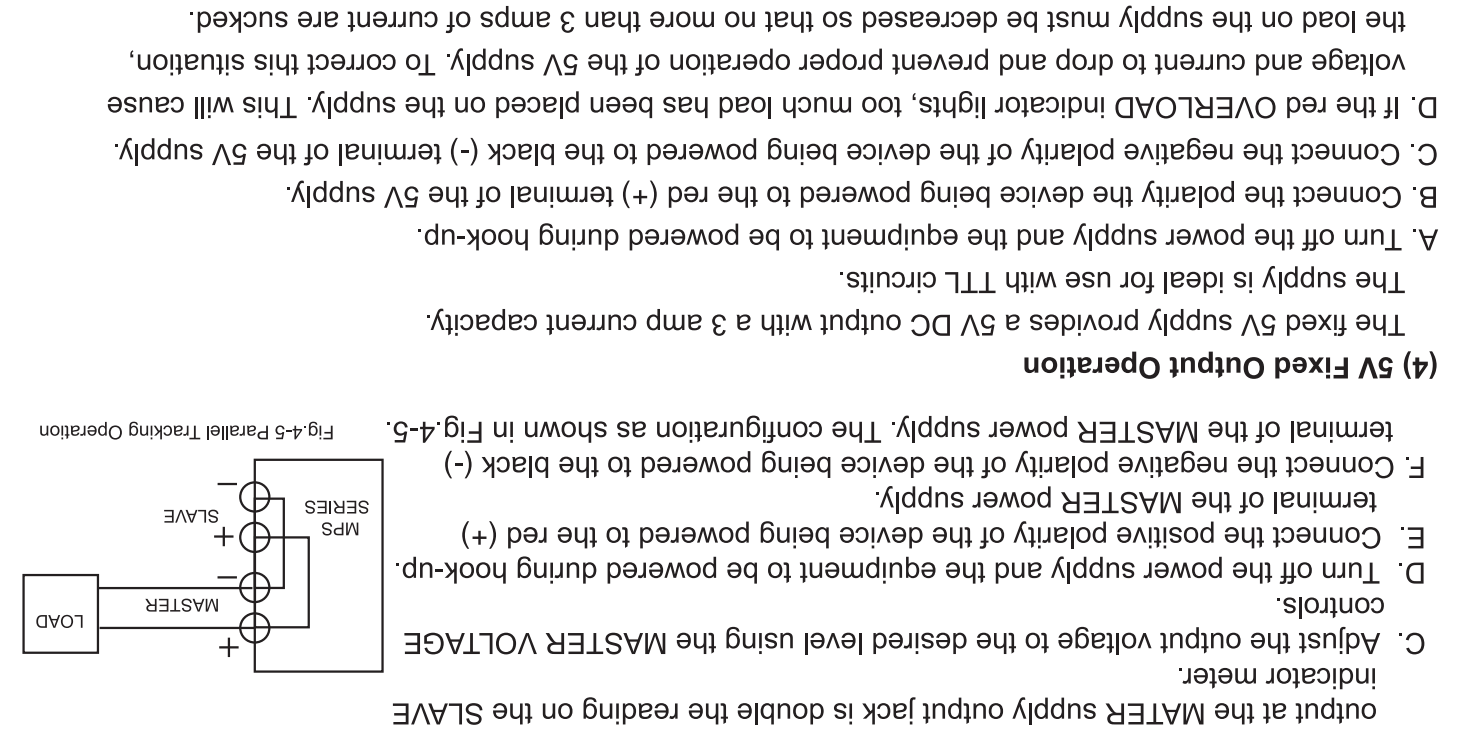 output at the MATER supply output jack is double the reading on the SLAVE
indicator meter.
C. Adjust the output voltage to the desired level using the MASTER VOLTAGE
controls.
D. Turn off the power supply and the equipment to be powered during hook-up.
E. Connect the positive polarity of the device being powered to the red (+)
terminal of the MASTER power supply.
F. Connect the negative polarity of the device being powered to the black (-)
terminal of the MASTER power supply. The configuration as shown in Fig.4-5.
MPS
SERIES
+
MASTER
−
+
SLAVE
−
LOAD
Fig.4-5 Parallel Tracking Operation
(4) 5V Fixed Output Operation
The fixed 5V supply provides a 5V DC output with a 3 amp current capacity.
The supply is ideal for use with TTL circuits.
A. Turn off the power supply and the equipment to be powered during hook-up.
B. Connect the polarity the device being powered to the red (+) terminal of the 5V supply.
C. Connect the negative polarity of the device being powered to the black (-) terminal of the 5V supply.
D. If the red OVERLOAD indicator lights, too much load has been placed on the supply. This will cause
voltage and current to drop and prevent proper operation of the 5V supply. To correct this situation,
the load on the supply must be decreased so that no more than 3 amps of current are sucked.